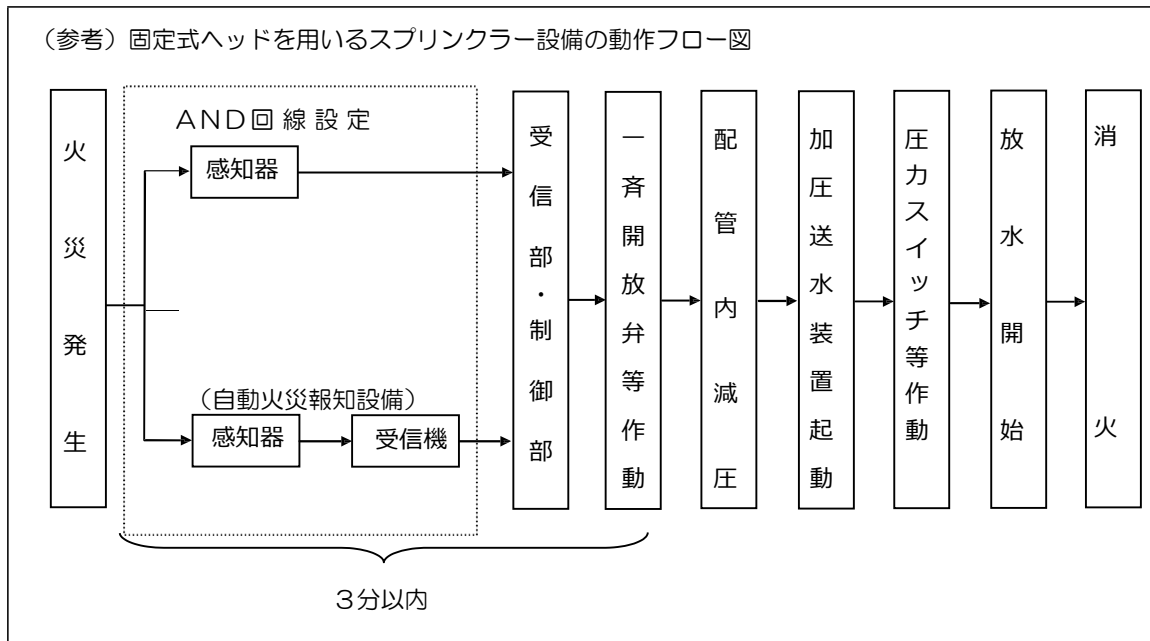 （参考）固定式ヘッドを用いるスプリンクラー設備の動作フロー図
火災発生
ＡＮＤ回線設定
感知器
（自動火災報知設備）
感知器
受信機
受信部・制御部
一斉開放弁等作動
配管内減圧
加圧送水装置起動
圧力スイッチ等作動
放水開始
消火
３分以内